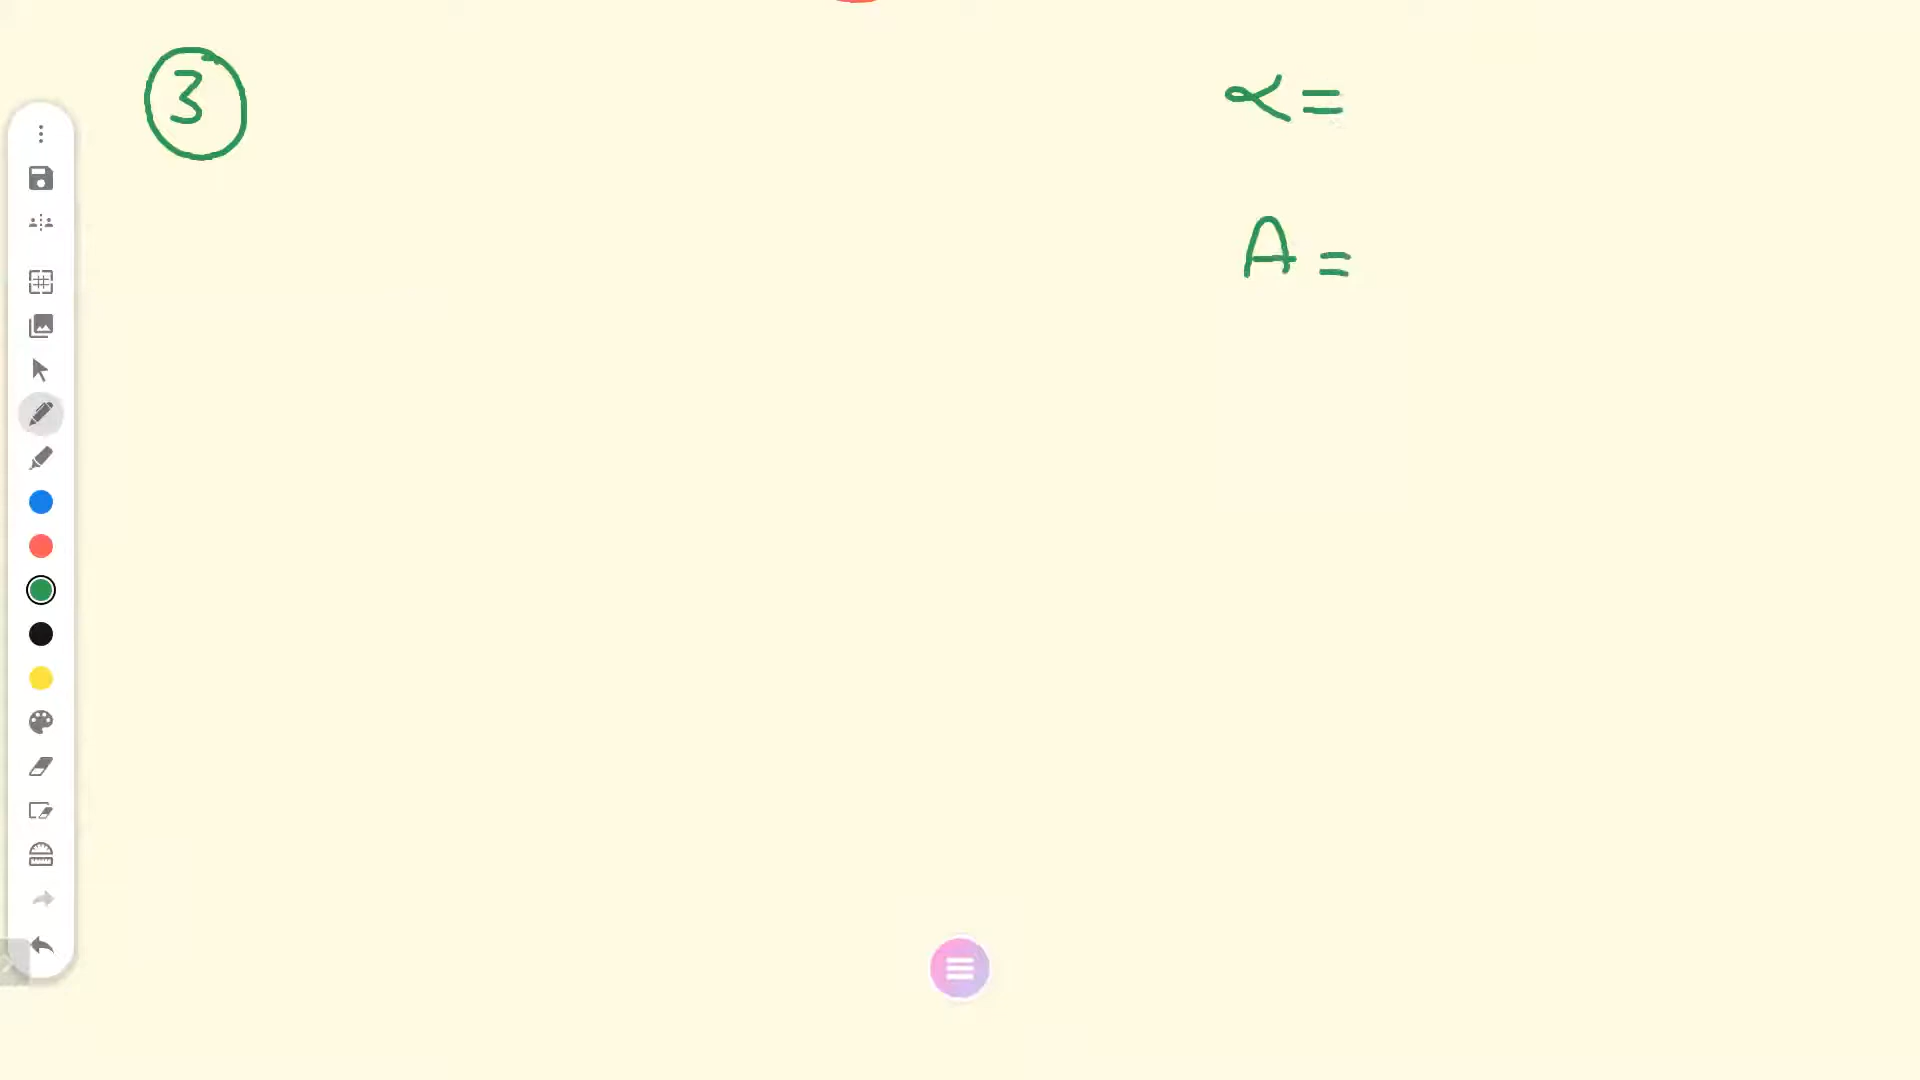 3
α =
A =